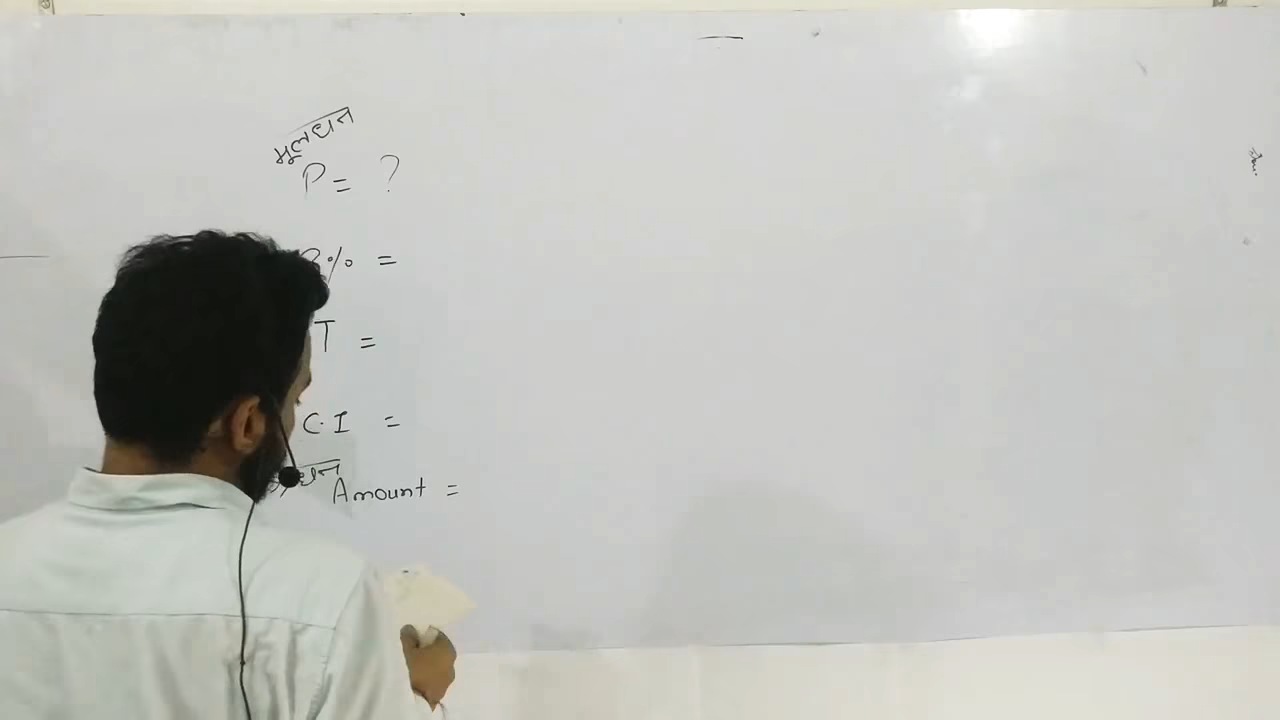 मूलधन
P = ?
% =
T =
C.I =
Amount =